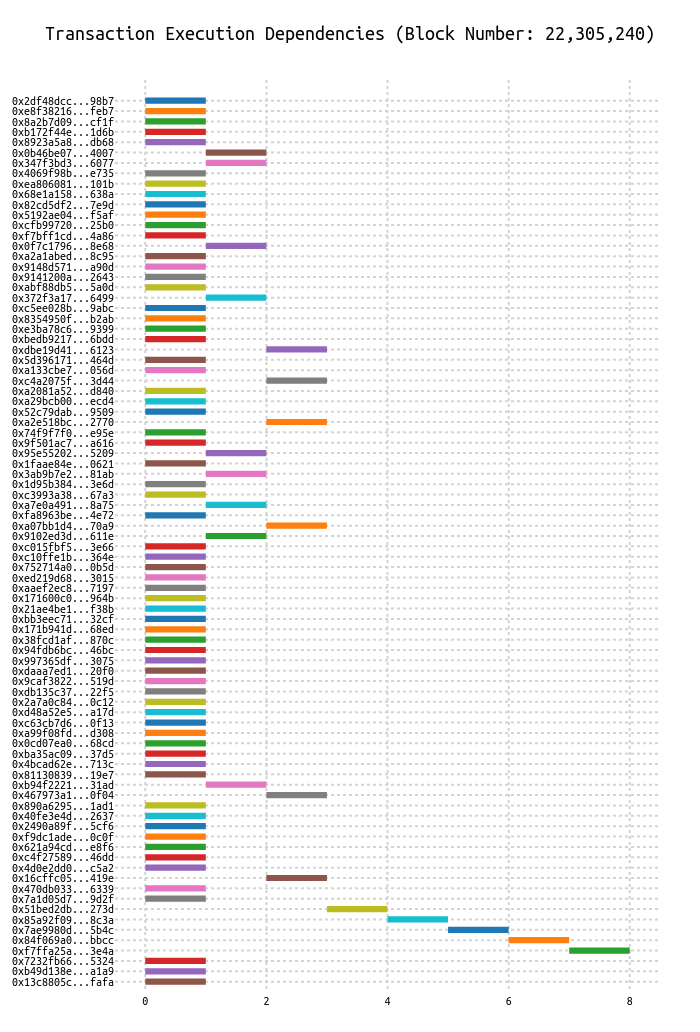 Transaction Execution Dependencies (Block Number: 22,305,240)
0x2df48dcc...98b7
0xe8f38216...feb7
0x8a2b7d09...cf1f
0xb172f44e...1d6b
0x8923a5a8...db68
0x0b46be07...4007
0x347f3bd3...6077
0x4069f98b...e735
0xea806081...101b
0x68e1a158...638a
0x82cd5df2...7e9d
0x5192ae04...f5af
0xcfb99720...25b0
0xf7bff1cd...4a86
0x0f7c1796...8e68
0xa2a1abed...8c95
0x9148d571...a90d
0x9141200a...2643
0xabf88db5...5a0d
0x372f3a17...6499
0xc5ee028b...9abc
0x8354950f...b2ab
0xe3ba78c6...9399
0xbedb9217...6bdd
0xdbe19d41...6123
0x5d396171...464d
0xa133cbe7...056d
0xc4a2075f...3d44
0xa2081a52...d840
0xa29bcb00...ecd4
0x52c79dab...9509
0xa2e518bc...2770
0x74f9f7f0...e95e
0x9f501ac7...a616
0x95e55202...5209
0x1faae84e...0621
0x3ab9b7e2...81ab
0x1d95b384...3e6d
0xc3993a38...67a3
0xa7e0a491...8a75
0xfa8963be...4e72
0xa07bb1d4...70a9
0x9102ed3d...611e
0xc015fbf5...3e66
0xc10ffe1b...364e
0x752714a0...0b5d
0xed219d68...3015
0xaaef2ec8...7197
0x171600c0...964b
0x21ae4be1...f38b
0xbb3eec71...32cf
0x171b941d...68ed
0x38fcd1af...870c
0x94fdb6bc...46bc
0x997365df...3075
0xdaaa7ed1...20f0
0x9caf3822...519d
0xdb135c37...22f5
0x2a7a0c84...0c12
0xd48a52e5...a17d
0xc63cb7d6...0f13
0xa99f08fd...d308
0x0cd07ea0...68cd
0xba35ac09...37d5
0x4bcad62e...713c
0x81130839...19e7
0xb94f2221...31ad
0x467973a1...0f04
0x890a6295...1ad1
0x40fe3e4d...2637
0x2490a89f...5cf6
0xf9dc1ade...0c0f
0x621a94cd...e8f6
0xc4f27589...46dd
0x4d0e2dd0...c5a2
0x16cffc05...419e
0x470db033...6339
0x7a1d05d7...9d2f
0x51bed2db...273d
0x85a92f09...8c3a
0x7ae9980d...5b4c
0x84f069a0...bbcc
0xf7ffa25a...3e4a
0x7232fb66...5324
0xb49d138e...a1a9
0x13c8805c...fafa
0 2 4 6 8